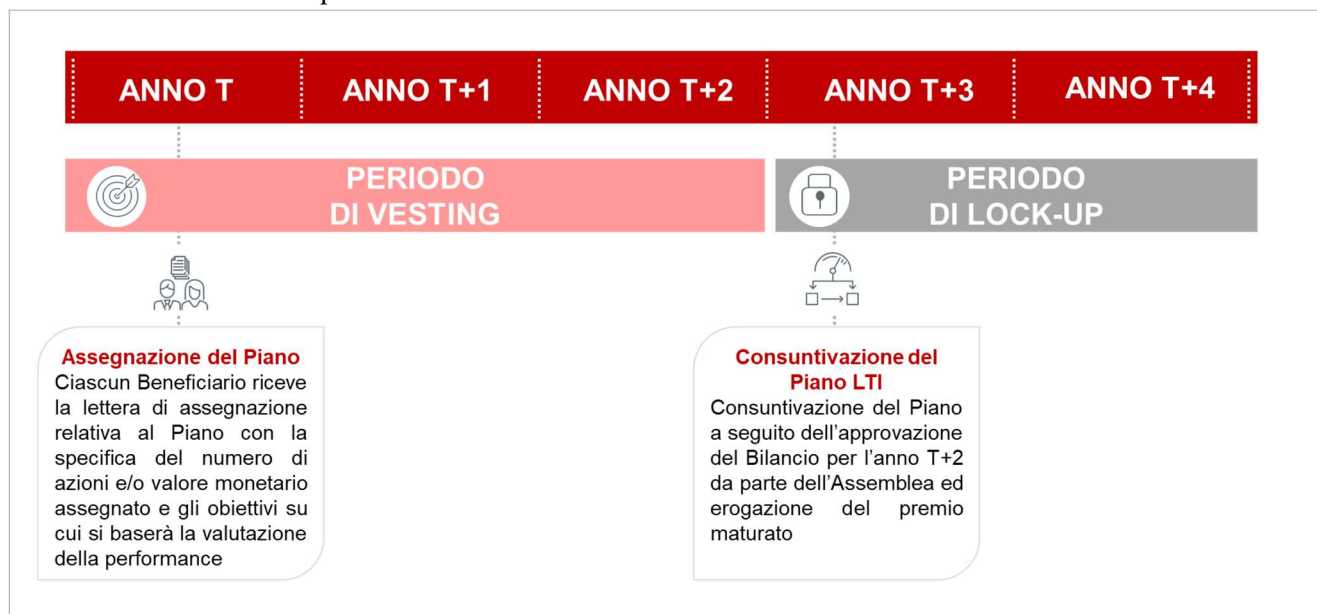 ANNO T
ANNO T+1
ANNO T+2
ANNO T+3
ANNO T+4
PERIODO
DI VESTING
PERIODO
DI LOCK-UP
Assegnazione del Piano
Ciascun Beneficiario riceve
la lettera di assegnazione
relativa al Piano con la
specifica del numero di
azioni e/o valore monetario
assegnato e gli obiettivi su
cui si baserà la valutazione
della performance
Consuntivazione del
Piano LTI
Consuntivazione del Piano
a seguito dell'approvazione
del Bilancio per l'anno T+2
da parte dell'Assemblea ed
erogazione del premio
maturato